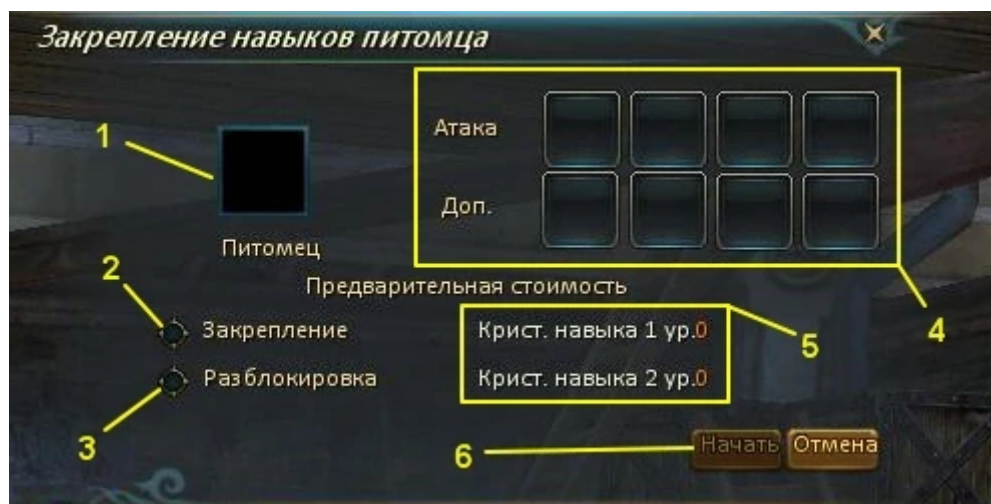 Закрепление навыков питомца
1
Атака
Доп.
Питомец
2
Предварительная стоимость
Закрепление
Крист. навыка 1 ур.0
5
4
Разблокировка
Крист. навыка 2 ур.0
3
6
Начать
Отмена